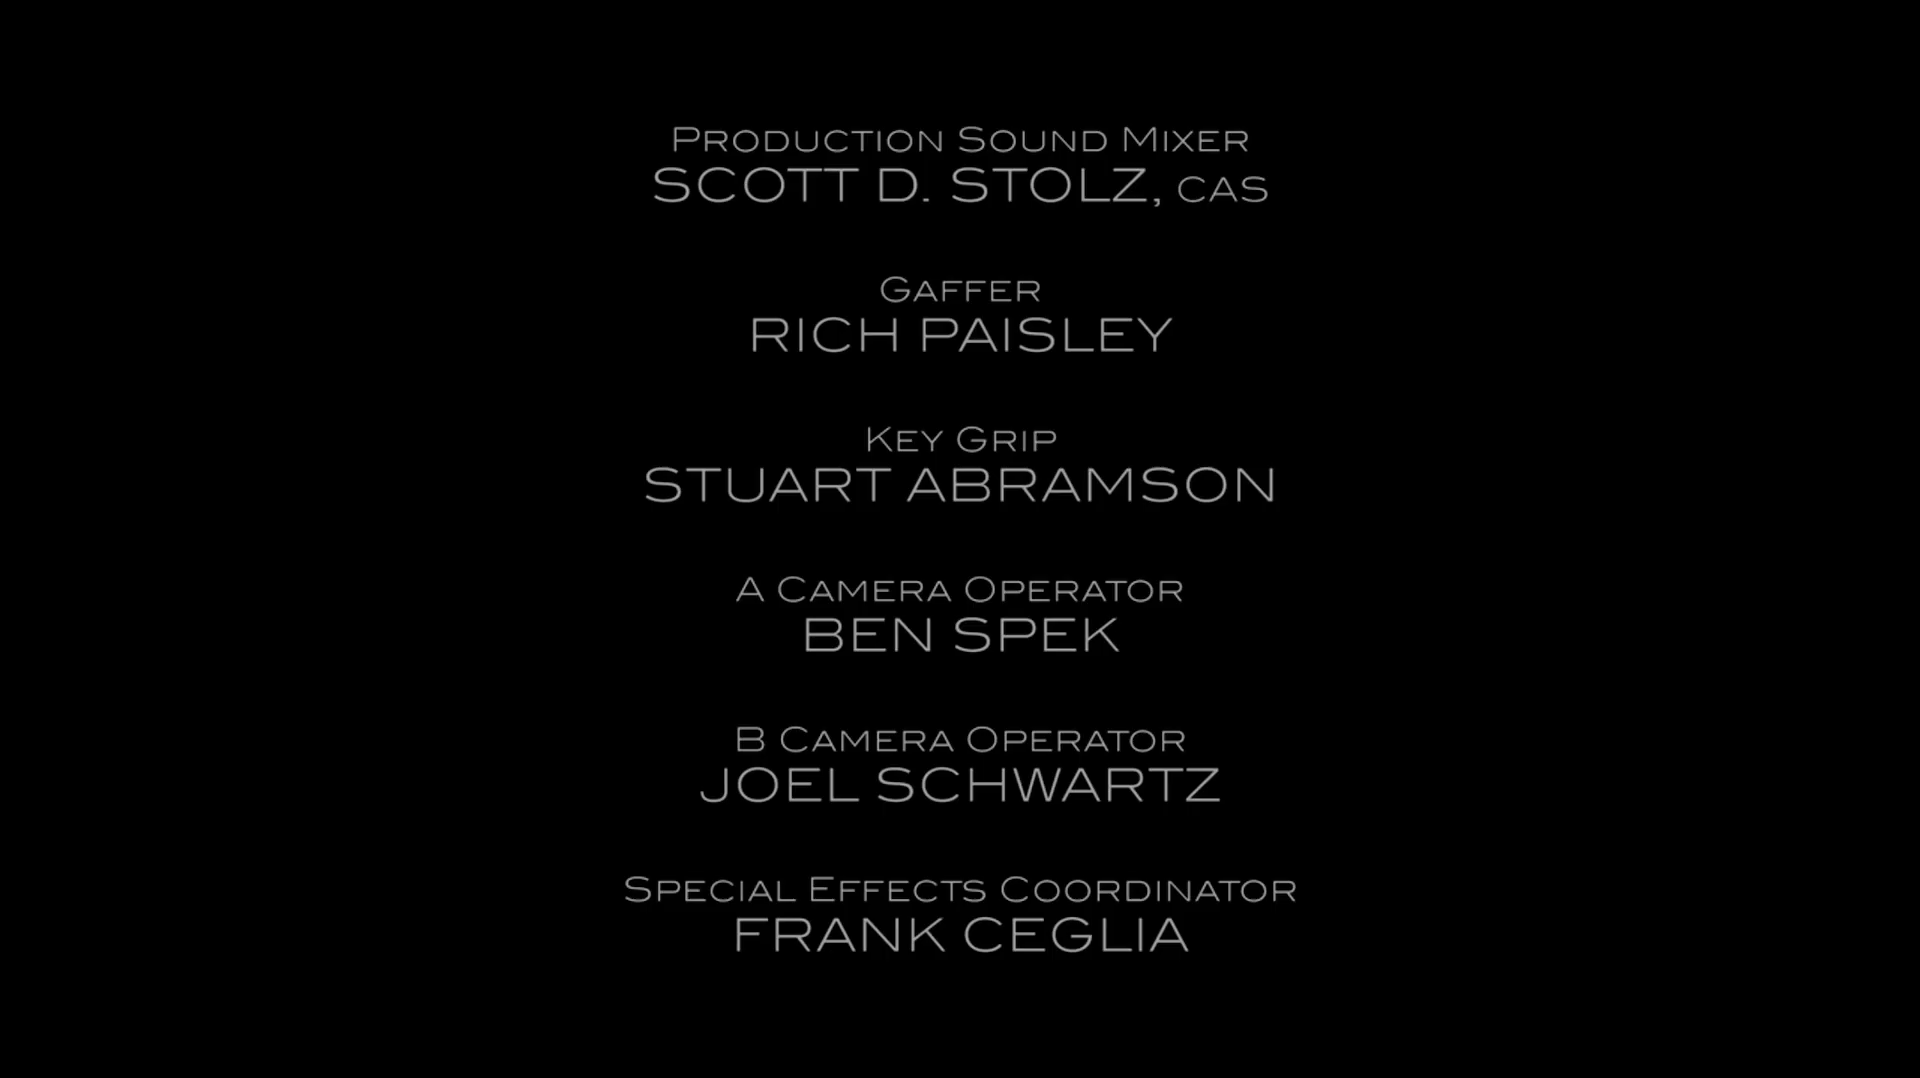 Production Sound Mixer
SCOTT D. STOLZ, CAS
Gaffer
RICH PAISLEY
Key Grip
STUART ABRAMSON
A Camera Operator
BEN SPEK
B Camera Operator
JOEL SCHWARTZ
Special Effects Coordinator
FRANK CEGLIA